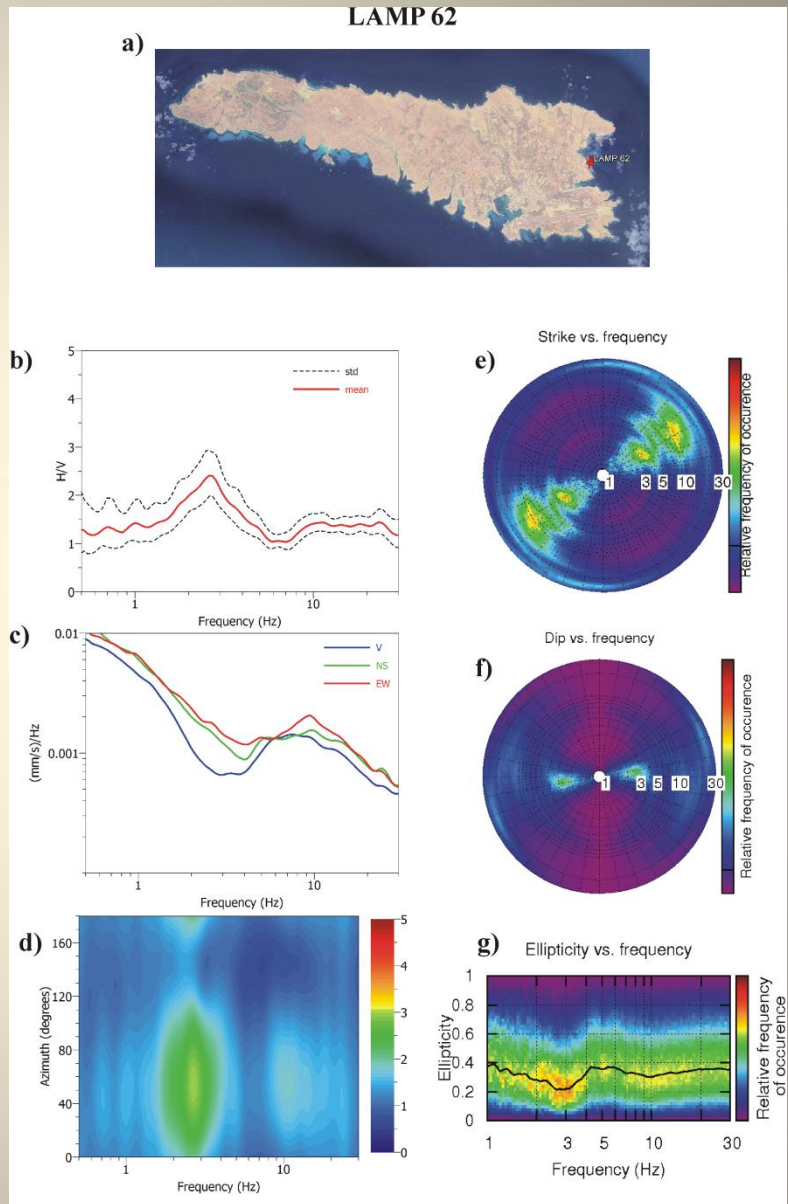 LAMP 62
a)
LAMP 62
b)
5
4
3
2
1
0
H/V
std
mean
1
10
Frequency (Hz)
c)
0.01
0.001
(mm/s)/Hz
V
NS
EW
1
10
Frequency (Hz)
d)
160
120
80
40
0
Azimuth (degrees)
1
10
Frequency (Hz)
5
4
3
2
1
0
e)
Strike vs. frequency
1
3
5
10
30
Relative frequency of occurence
f)
Dip vs. frequency
1
3
5
10
30
Relative frequency of occurence
g)
Ellipticity vs. frequency
1
0.8
0.6
0.4
0.2
0
Ellipticity
1
3
5
10
30
Frequency (Hz)
Relative frequency
of occurence